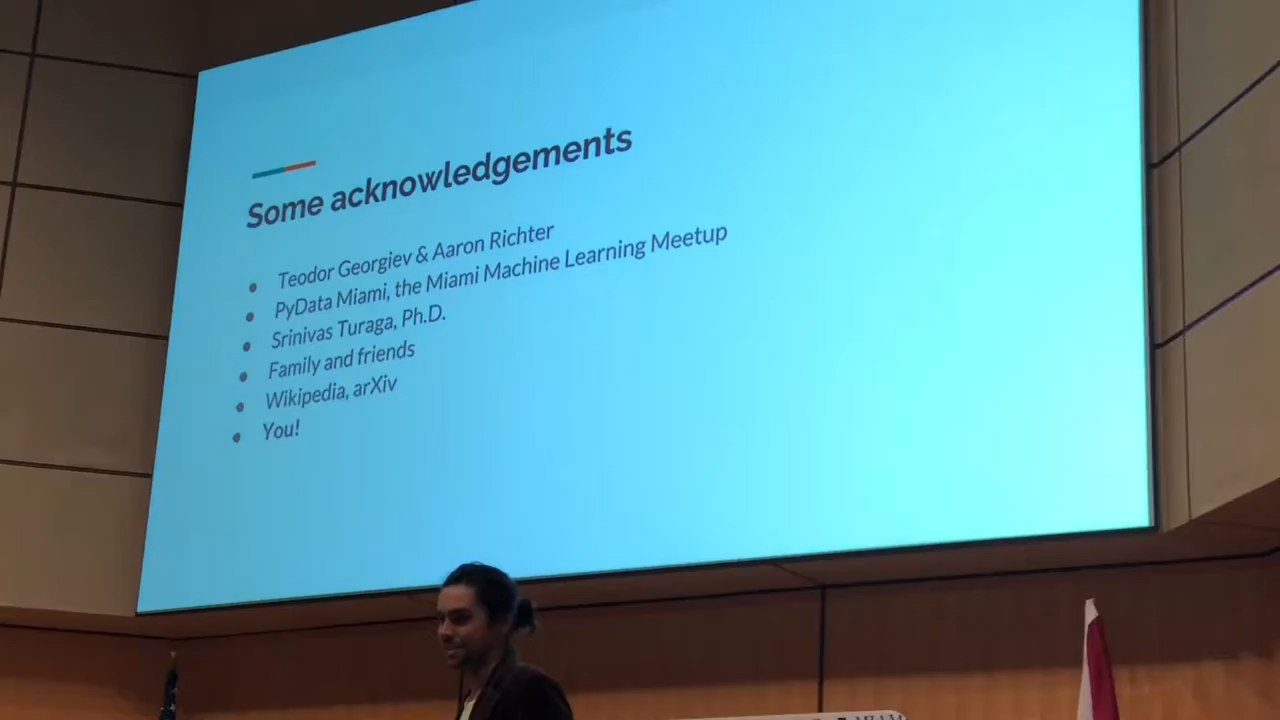 Some acknowledgements
Teodor Georgiev & Aaron Richter
PyData Miami, the Miami Machine Learning Meetup
Srinivas Turaga, Ph.D.
Family and friends
Wikipedia, arXiv
You!